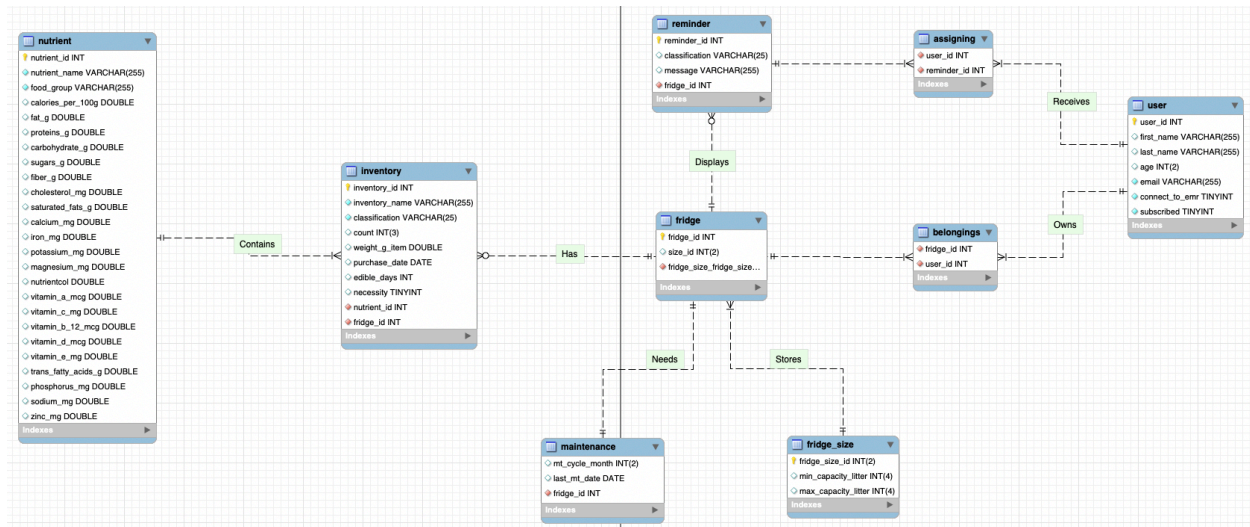 nutrient
nutrient_id INT
nutrient_name VARCHAR(255)
food_group VARCHAR(255)
calories_per_100g DOUBLE
fat_g DOUBLE
proteins_g DOUBLE
carbohydrate_g DOUBLE
sugars_g DOUBLE
fiber_g DOUBLE
cholesterol_mg DOUBLE
saturated_fats_g DOUBLE
calcium_mg DOUBLE
iron_mg DOUBLE
potassium_mg DOUBLE
magnesium_mg DOUBLE
nutrientcol DOUBLE
vitamin_a_mcg DOUBLE
vitamin_c_mg DOUBLE
vitamin_b_12_mcg DOUBLE
vitamin_d_mcg DOUBLE
vitamin_e_mg DOUBLE
trans_fatty_acids_g DOUBLE
phosphorus_mg DOUBLE
sodium_mg DOUBLE
zinc_mg DOUBLE
Indexes
Contains
inventory
inventory_id INT
inventory_name VARCHAR(255)
classification VARCHAR(25)
count INT(3)
weight_g_item DOUBLE
purchase_date DATE
edible_days INT
necessity TINYINT
nutrient_id INT
fridge_id INT
Indexes
Has
reminder
reminder_id INT
classification VARCHAR(25)
message VARCHAR(255)
fridge_id INT
Indexes
Displays
fridge
fridge_id INT
size_id INT(2)
fridge_size_fridge_size...
Indexes
Needs
Stores
maintenance
mt_cycle_month INT(2)
last_mt_date DATE
fridge_id INT
Indexes
fridge_size
fridge_size_id INT(2)
min_capacity_litter INT(4)
max_capacity_litter INT(4)
Indexes
assigning
user_id INT
reminder_id INT
Indexes
Receives
belongings
fridge_id INT
user_id INT
Indexes
Owns
user
user_id INT
first_name VARCHAR(255)
last_name VARCHAR(255)
age INT(2)
email VARCHAR(255)
connect_to_emr TINYINT
subscribed TINYINT
Indexes